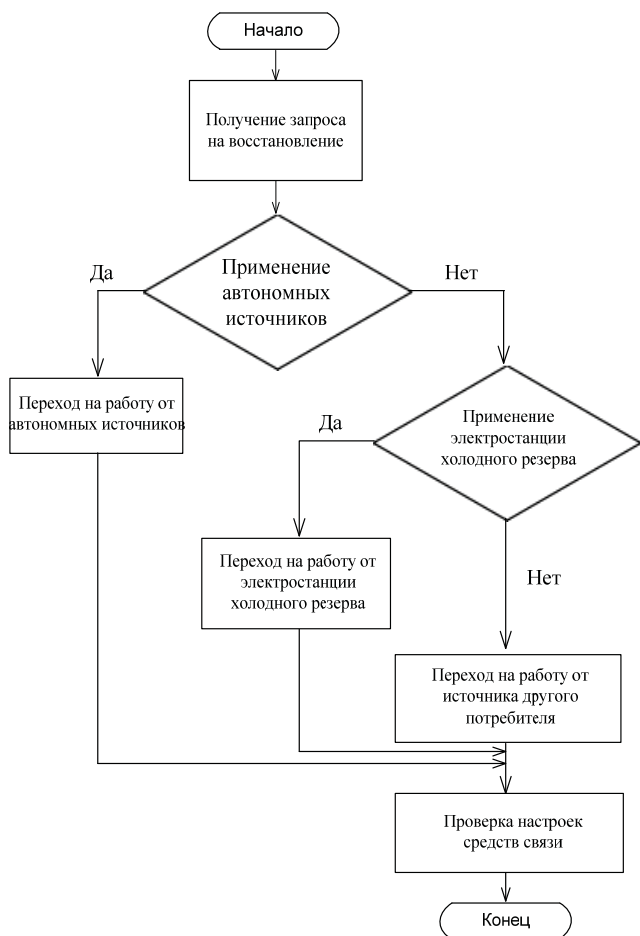 Начало
Получение запроса
на восстановление
Да
Нет
Применение
автономных
источников
Переход на работу от
автономных источников
Да
Применение
электростанции
холодного резерва
Переход на работу от
электростанции
холодного резерва
Нет
Переход на работу от
источника другого
потребителя
Проверка настроек
средств связи
Конец